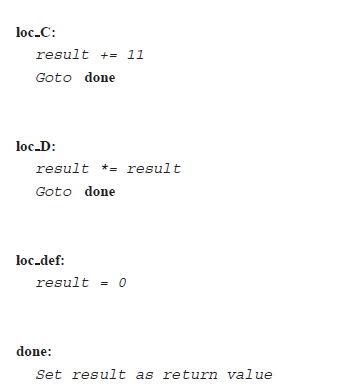 loc_C:
result += 11
Goto done
loc_D:
result *= result
Goto done
loc_def:
result = 0
done:
Set result as return value